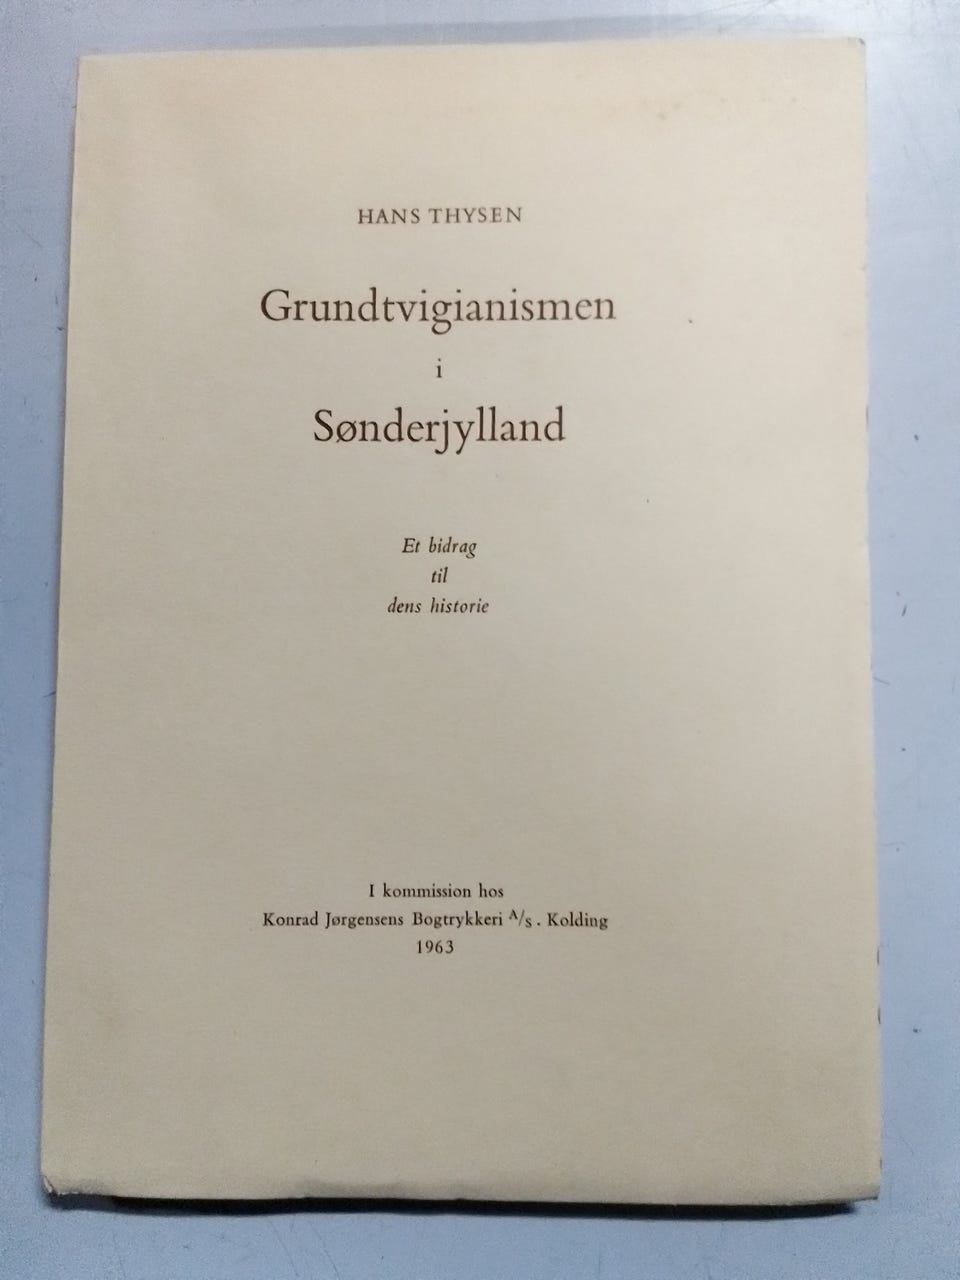 HANS THYSEN
Grundtvigianismen
i
Sønderjylland
Et bidrag
til
dens historie
I kommission hos
Konrad Jørgensens Bogtrykkeri A/s . Kolding
1963